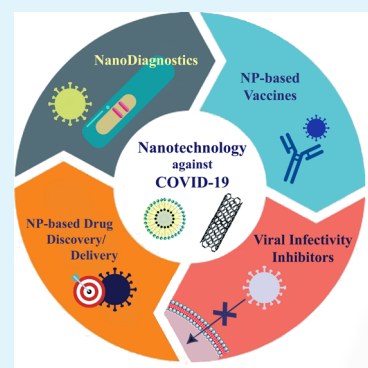 NanoDiagnostics
NP-based
Vaccines
Nanotechnology
against
COVID-19
NP-based Drug
Discovery/
Delivery
Viral Infectivity
Inhibitors